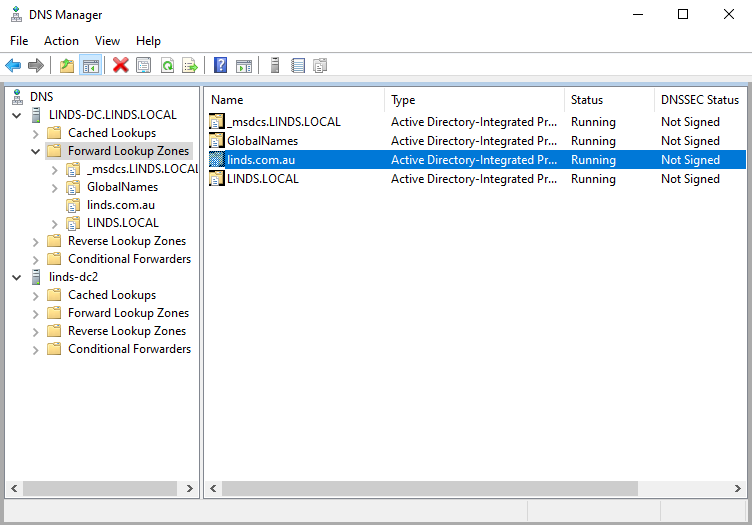 DNS Manager
File Action View Help
DNS
LINDS-DC.LINDS.LOCAL
Cached Lookups
Forward Lookup Zones
_msdcs.LINDS.LOCAL
GlobalNames
linds.com.au
LINDS.LOCAL
Reverse Lookup Zones
Conditional Forwarders
linds-dc2
Cached Lookups
Forward Lookup Zones
Reverse Lookup Zones
Conditional Forwarders
Name Type Status DNSSEC Status
_msdcs.LINDS.LOCAL Active Directory-Integrated Pr... Running Not Signed
GlobalNames Active Directory-Integrated Pr... Running Not Signed
linds.com.au Active Directory-Integrated Pr... Running Not Signed
LINDS.LOCAL Active Directory-Integrated Pr... Running Not Signed